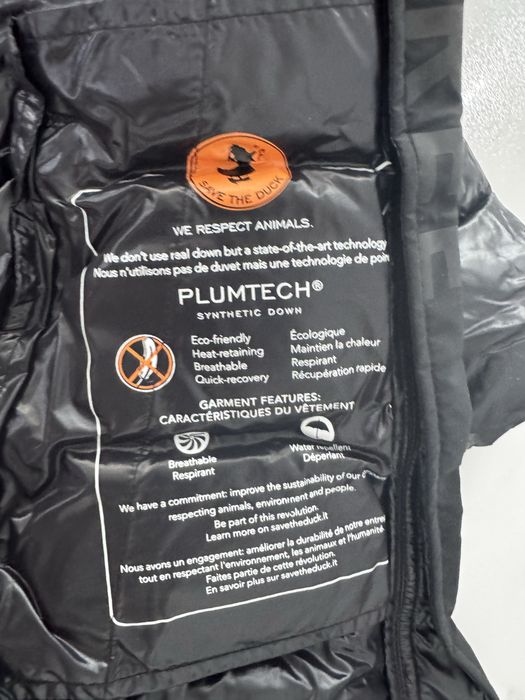 SAVE THE DUCK
WE RESPECT ANIMALS.
We don't use real down but a state-of-the-art technology
Nous n'utilisons pas de duvet mais une technologie de
PLUMTECH®
SYNTHETIC DOWN
Eco-friendly
Heat-retaining
Breathable
Quick-recovery
Écologique
Maintien la chaleur
Respirant
Récupération rapide
GARMENT FEATURES:
CARACTÉRISTIQUES DU VÊTEMENT
Breathable
Respirant
Water repellent
Déperlant
We have a commitment: improve the sustainability of our
respecting animals, environment and people.
Be part of this revolution.
Learn more on savetheduck.it
Nous avons un engagement: améliorer la durabilité de notre
tout en respectant l'environnement, les animaux et l'humanité.
Faites partie de cette révolution.
En savoir plus sur savetheduck.it